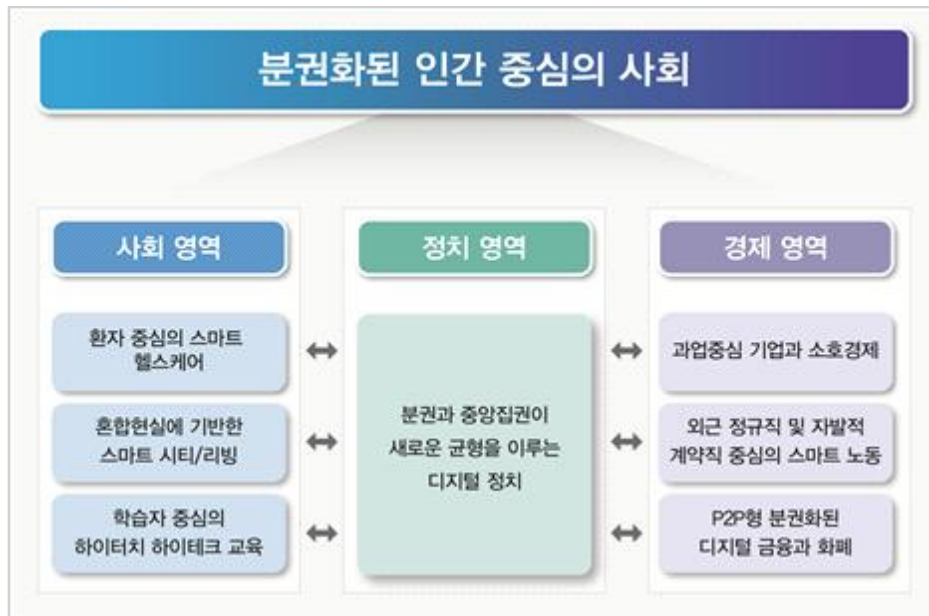 분권화된 인간 중심의 사회
사회 영역
환자 중심의 스마트
헬스케어
혼합현실에 기반한
스마트 시티/리빙
학습자 중심의
하이터치 하이테크 교육
정치 영역
분권과 중앙집권이
새로운 균형을 이루는
디지털 정치
경제 영역
과업중심 기업과 소호경제
외근 정규직 및 자발적
계약직 중심의 스마트 노동
P2P형 분권화된
디지털 금융과 화폐